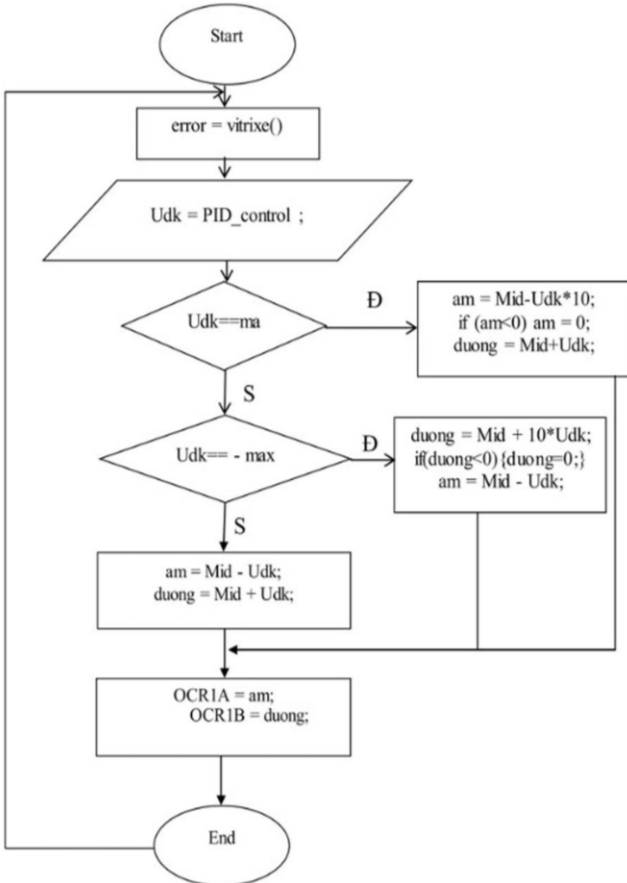 Start
error = vitrixe()
Udk = PID_control ;
Udk==ma
Đ
am = Mid-Udk*10;
if (am<0) am = 0;
duong = Mid+Udk;
S
Udk== - max
Đ
duong = Mid + 10*Udk;
if(duong<0){duong=0;}
am = Mid - Udk;
S
am = Mid - Udk;
duong = Mid + Udk;
OCR1A = am;
OCR1B = duong;
End